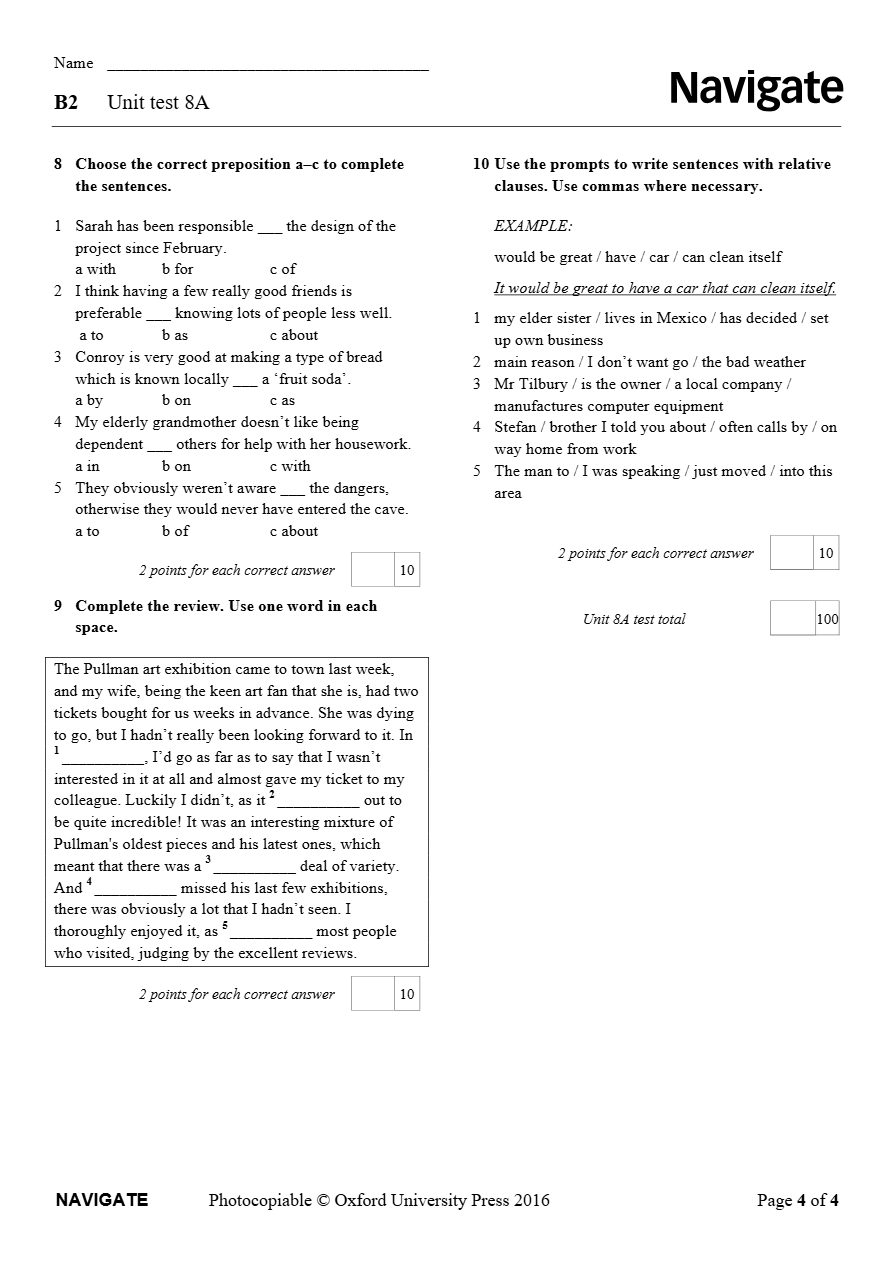 Name ______________________________________
Navigate
B2 Unit test 8A
8 Choose the correct preposition a–c to complete
the sentences.
1 Sarah has been responsible ___ the design of the
project since February.
a with b for c of
2 I think having a few really good friends is
preferable ___ knowing lots of people less well.
a to b as c about
3 Conroy is very good at making a type of bread
which is known locally ___ a ‘fruit soda’.
a by b on c as
4 My elderly grandmother doesn’t like being
dependent ___ others for help with her housework.
a in b on c with
5 They obviously weren’t aware ___ the dangers,
otherwise they would never have entered the cave.
a to b of c about
2 points for each correct answer 10
9 Complete the review. Use one word in each
space.
The Pullman art exhibition came to town last week,
and my wife, being the keen art fan that she is, had two
tickets bought for us weeks in advance. She was dying
to go, but I hadn’t really been looking forward to it. In
1 __________, I’d go as far as to say that I wasn’t
interested in it at all and almost gave my ticket to my
colleague. Luckily I didn’t, as it 2 __________ out to
be quite incredible! It was an interesting mixture of
Pullman's oldest pieces and his latest ones, which
meant that there was a 3 __________ deal of variety.
And 4 __________ missed his last few exhibitions,
there was obviously a lot that I hadn’t seen. I
thoroughly enjoyed it, as 5 __________ most people
who visited, judging by the excellent reviews.
2 points for each correct answer 10
10 Use the prompts to write sentences with relative
clauses. Use commas where necessary.
EXAMPLE:
would be great / have / car / can clean itself
It would be great to have a car that can clean itself.
1 my elder sister / lives in Mexico / has decided / set
up own business
2 main reason / I don’t want go / the bad weather
3 Mr Tilbury / is the owner / a local company /
manufactures computer equipment
4 Stefan / brother I told you about / often calls by / on
way home from work
5 The man to / I was speaking / just moved / into this
area
2 points for each correct answer 10
Unit 8A test total 100
NAVIGATE Photocopiable © Oxford University Press 2016 Page 4 of 4